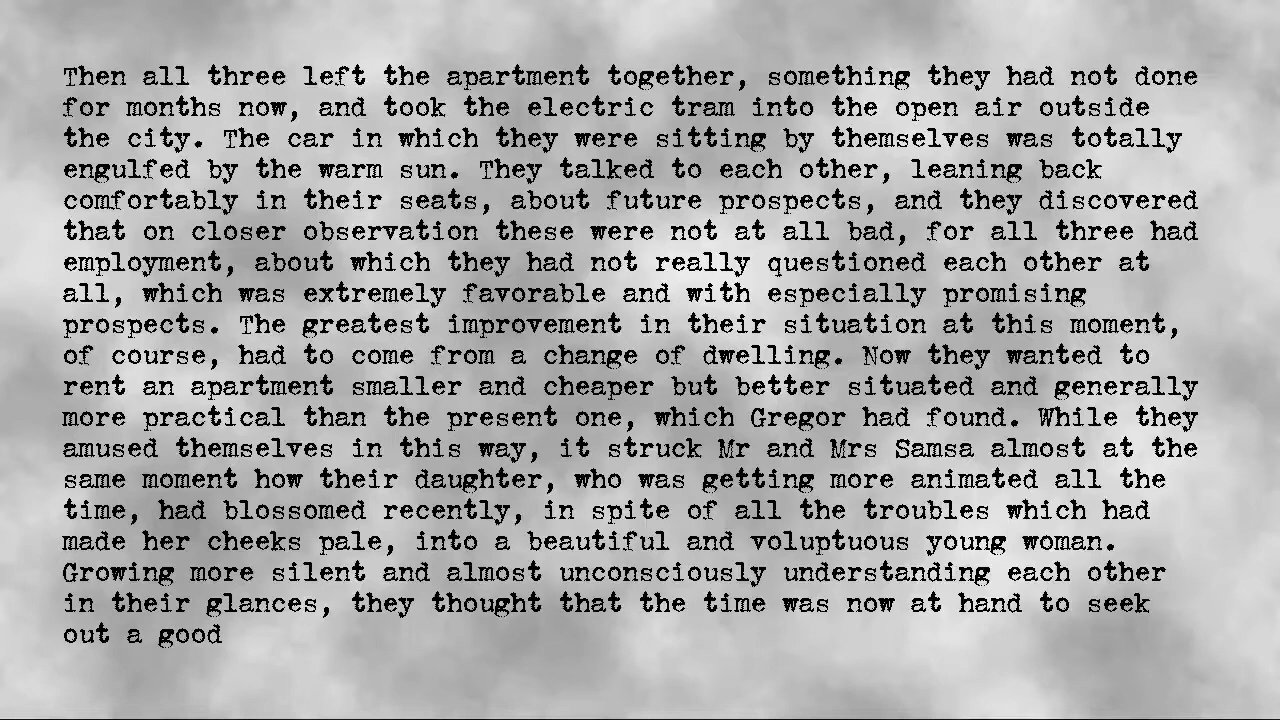 Then all three left the apartment together, something they had not done
for months now, and took the electric tram into the open air outside
the city. The car in which they were sitting by themselves was totally
engulfed by the warm sun. They talked to each other, leaning back
comfortably in their seats, about future prospects, and they discovered
that on closer observation these were not at all bad, for all three had
employment, about which they had not really questioned each other at
all, which was extremely favorable and with especially promising
prospects. The greatest improvement in their situation at this moment,
of course, had to come from a change of dwelling. Now they wanted to
rent an apartment smaller and cheaper but better situated and generally
more practical than the present one, which Gregor had found. While they
amused themselves in this way, it struck Mr and Mrs Samsa almost at the
same moment how their daughter, who was getting more animated all the
time, had blossomed recently, in spite of all the troubles which had
made her cheeks pale, into a beautiful and voluptuous young woman.
Growing more silent and almost unconsciously understanding each other
in their glances, they thought that the time was now at hand to seek
out a good